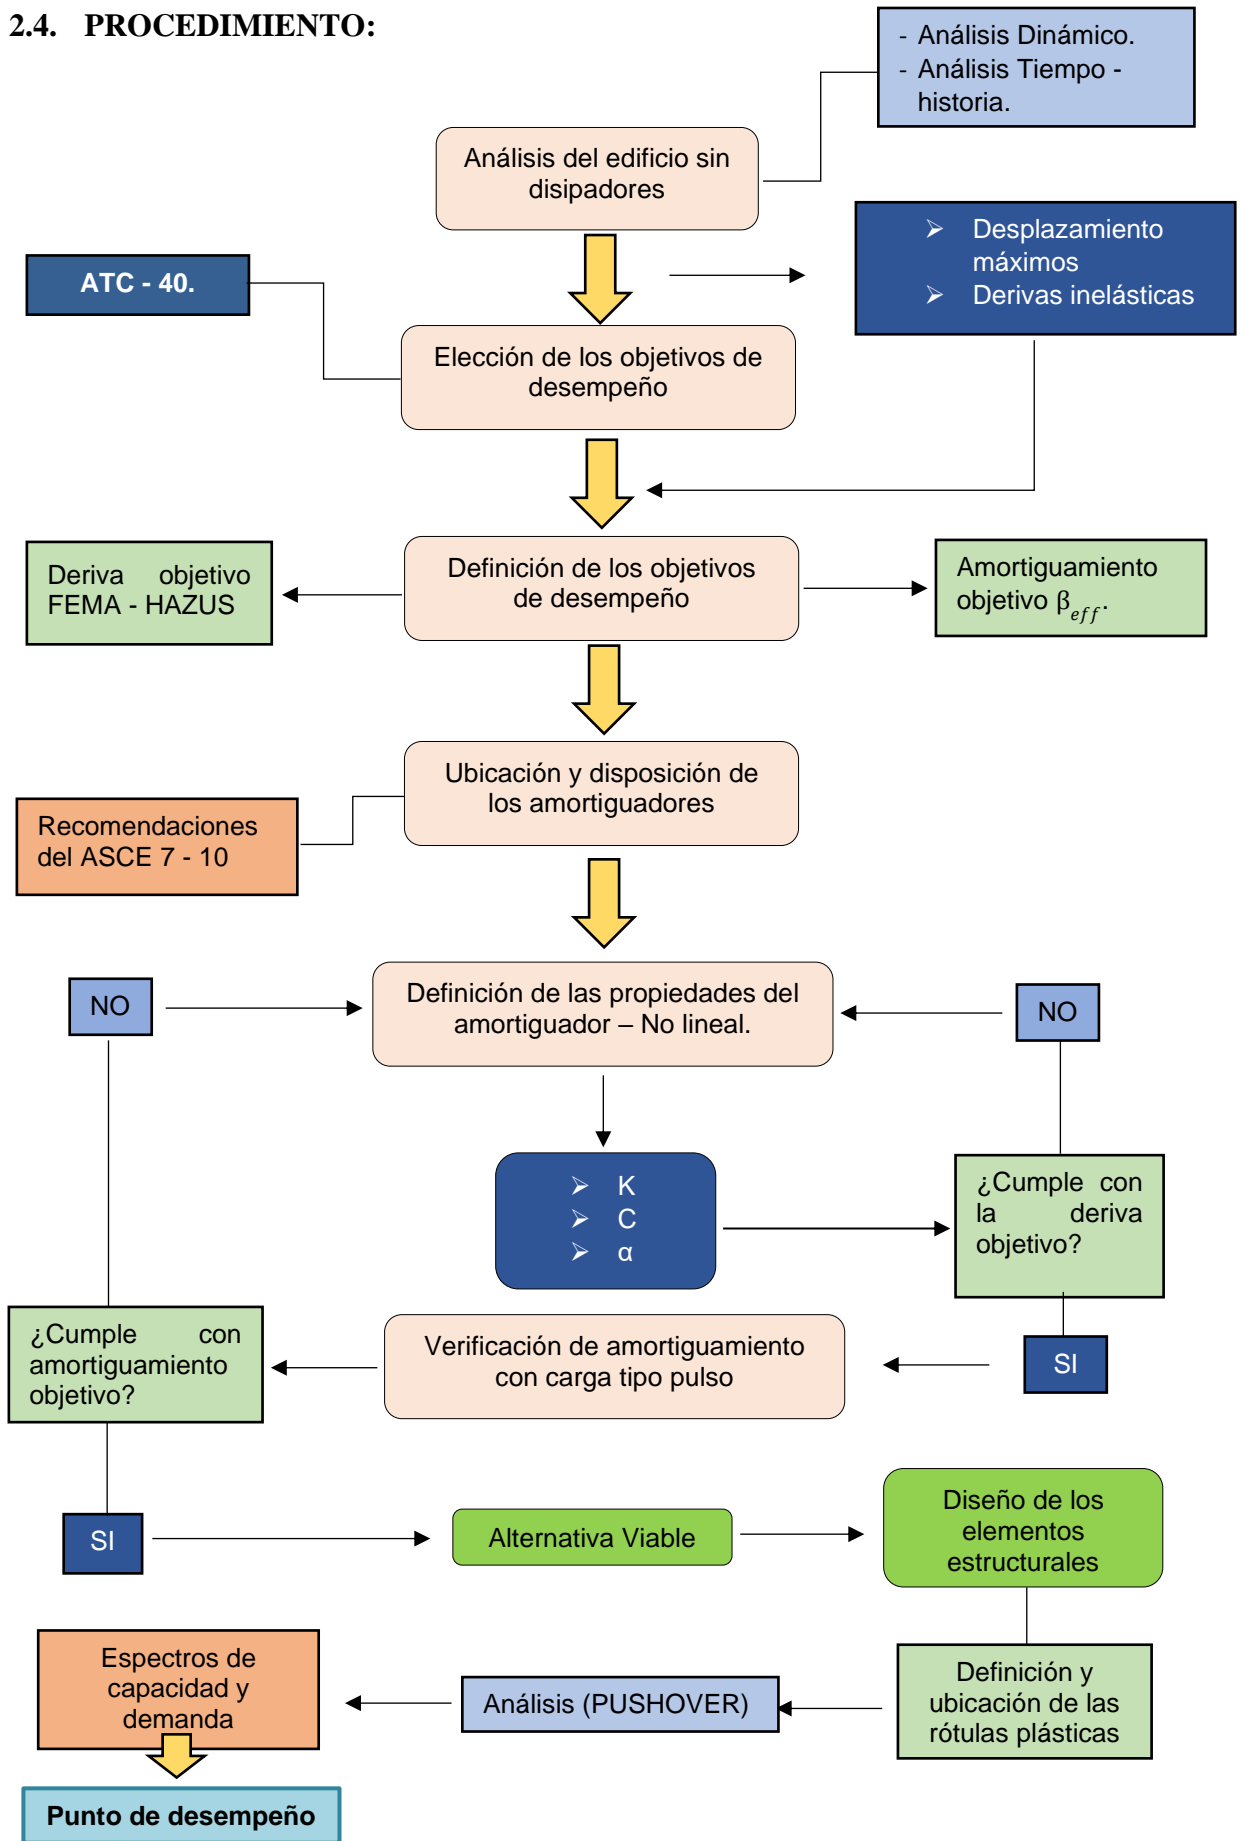 2.4. PROCEDIMIENTO:
- Análisis Dinámico.
- Análisis Tiempo -
historia.
Análisis del edificio sin
disipadores
➢ Desplazamiento
máximos
➢ Derivas inelásticas
ATC - 40.
Elección de los objetivos de
desempeño
Deriva objetivo
FEMA - HAZUS
Definición de los objetivos
de desempeño
Amortiguamiento
objetivo β_eff.
Ubicación y disposición de
los amortiguadores
Recomendaciones
del ASCE 7 - 10
NO
Definición de las propiedades del
amortiguador – No lineal.
NO
➢ K
➢ C
➢ α
¿Cumple con
la deriva
objetivo?
¿Cumple con
amortiguamiento
objetivo?
Verificación de amortiguamiento
con carga tipo pulso
SI
SI
Alternativa Viable
Diseño de los
elementos
estructurales
Espectros de
capacidad y
demanda
Análisis (PUSHOVER)
Definición y
ubicación de las
rótulas plásticas
Punto de desempeño